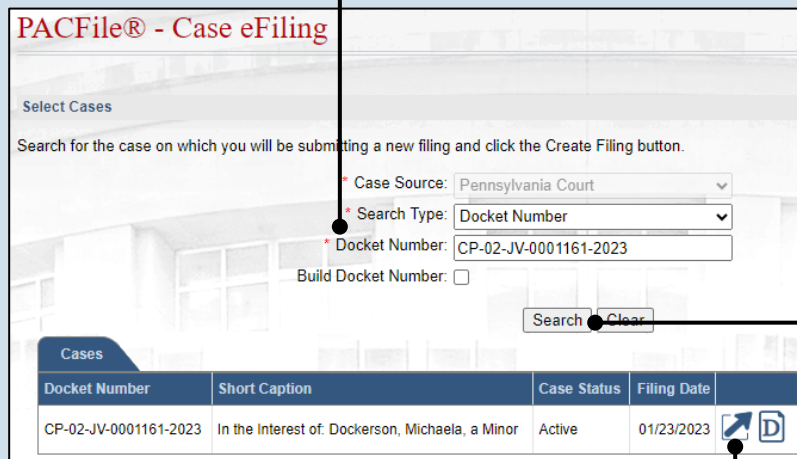 PACFile® - Case eFiling
Select Cases
Search for the case on which you will be submitting a new filing and click the Create Filing button.
* Case Source: Pennsylvania Court
* Search Type: Docket Number
* Docket Number: CP-02-JV-0001161-2023
Build Docket Number:
Search Clear
Cases
Docket Number Short Caption Case Status Filing Date
CP-02-JV-0001161-2023 In the Interest of: Dockerson, Michaela, a Minor Active 01/23/2023 D